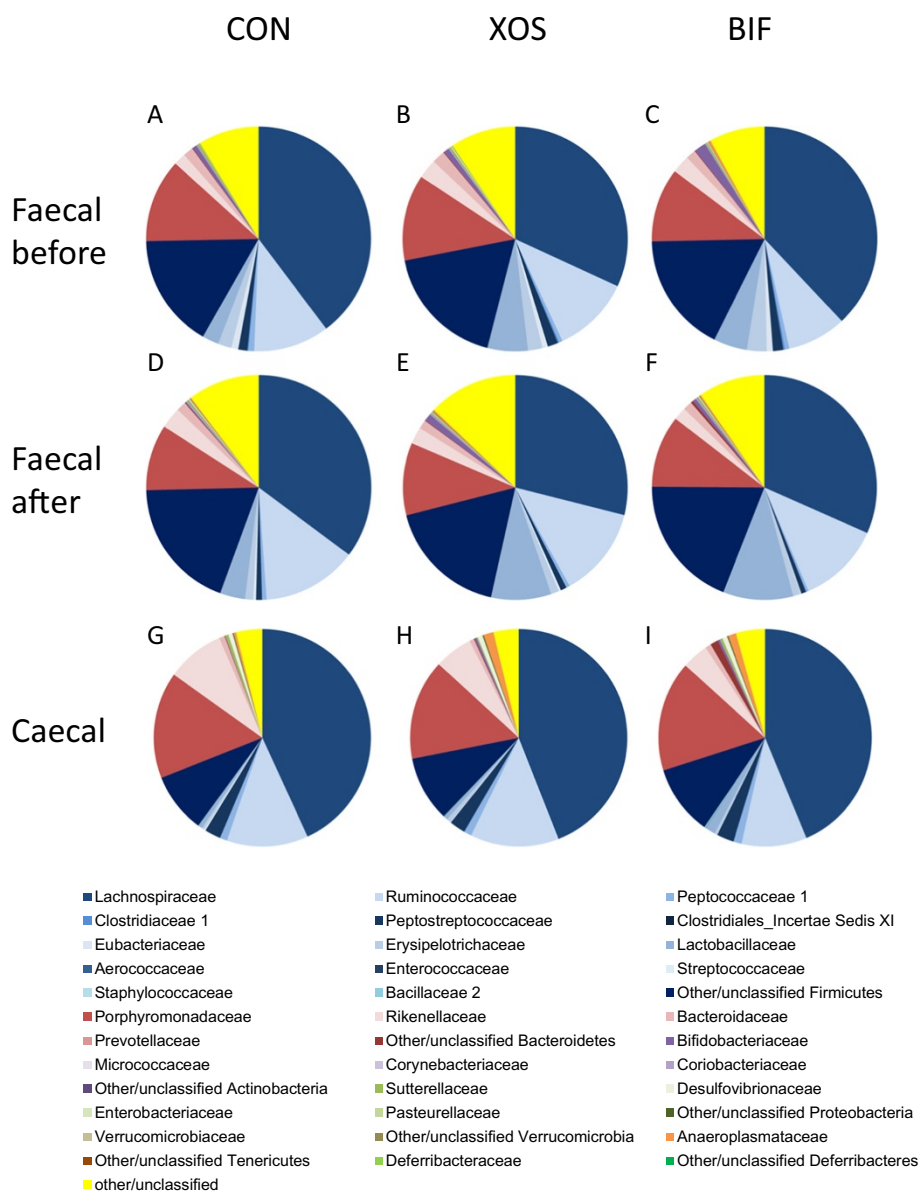 CON XOS BIF
A B C
Faecal
before
D E F
Faecal
after
G H I
Caecal
Lachnospiraceae Ruminococcaceae Peptococcaceae 1
Clostridiaceae 1 Peptostreptococcaceae Clostridiales_Incertae Sedis XI
Eubacteriaceae Erysipelotrichaceae Lactobacillaceae
Aerococcaceae Enterococcaceae Streptococcaceae
Staphylococcaceae Bacillaceae 2 Other/unclassified Firmicutes
Porphyromonadaceae Rikenellaceae Bacteroidaceae
Prevotellaceae Other/unclassified Bacteroidetes Bifidobacteriaceae
Micrococcaceae Corynebacteriaceae Coriobacteriaceae
Other/unclassified Actinobacteria Sutterellaceae Desulfovibrionaceae
Enterobacteriaceae Pasteurellaceae Other/unclassified Proteobacteria
Verrucomicrobiaceae Other/unclassified Verrucomicrobia Anaeroplasmataceae
Other/unclassified Tenericutes Deferribacteraceae Other/unclassified Deferribacteres
other/unclassified